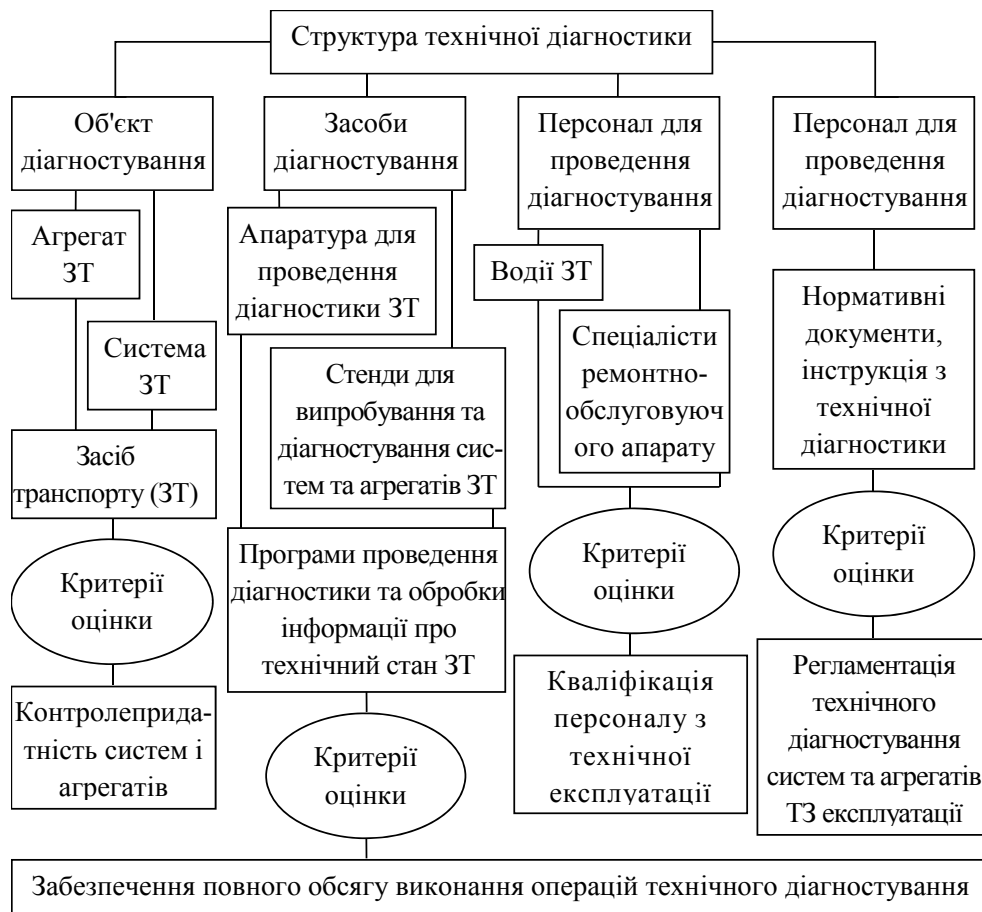 Структура технічної діагностики
Об'єкт
діагностування
Агрегат
ЗТ
Система
ЗТ
Засіб
транспорту (ЗТ)
Критерії
оцінки
Контролепридa-
тність систем і
агрегатів
Засоби
діагностування
Апаратура для
проведення
діагностики ЗТ
Стенди для
випробування та
діагностування сис-
тем та агрегатів ЗТ
Програми проведення
діагностики та обробки
інформації про
технічний стан ЗТ
Критерії
оцінки
Персонал для
проведення
діагностування
Водії ЗТ
Спеціалісти
ремонтно-
обслуговуюч
ого апарату
Критерії
оцінки
Кваліфікація
персоналу з
технічної
експлуатації
Персонал для
проведення
діагностування
Нормативні
документи,
інструкція з
технічної
діагностики
Критерії
оцінки
Регламентація
технічного
діагностування
систем та агрегатів
ТЗ експлуатації
Забезпечення повного обсягу виконання операцій технічного діагностування